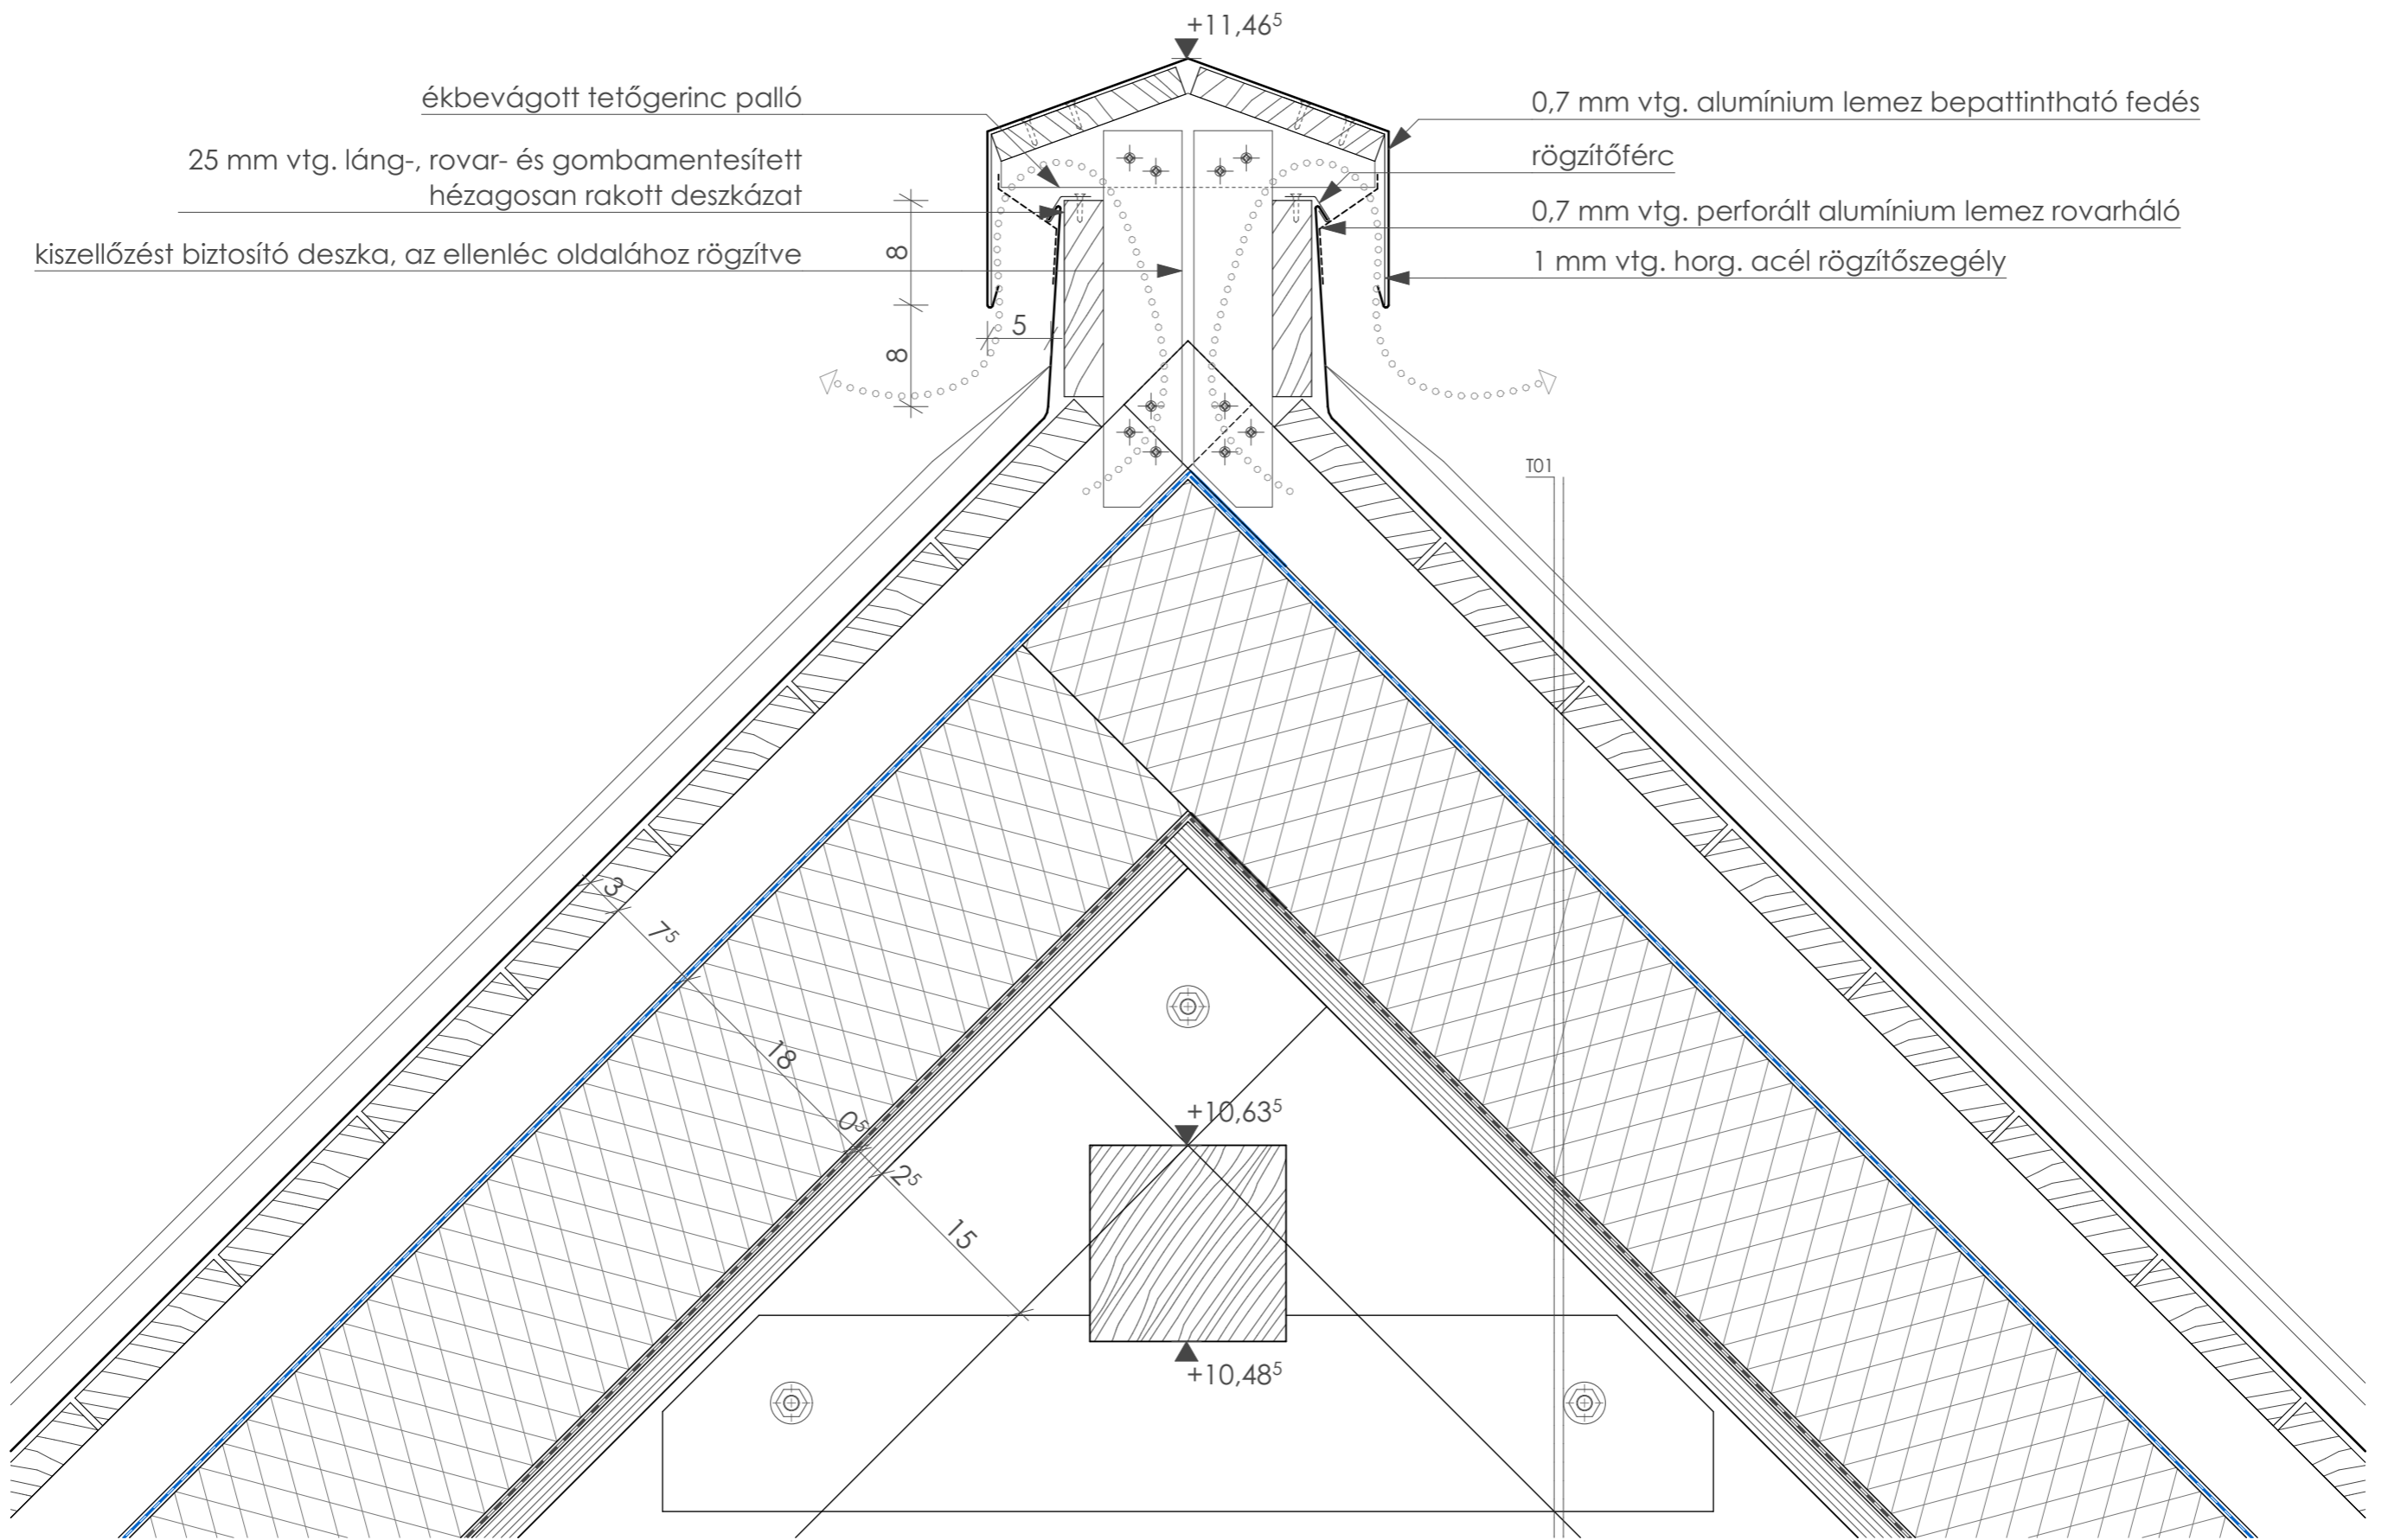 +11,46⁵
ékbevágott tetőgerinc palló
25 mm vtg. láng-, rovar- és gombamentesített
hézagosan rakott deszkázat
kiszellőzést biztosító deszka, az ellenléc oldalához rögzítve
0,7 mm vtg. alumínium lemez bepattintható fedés
rögzítőférc
0,7 mm vtg. perforált alumínium lemez rovarháló
1 mm vtg. horg. acél rögzítőszegély
8
5
8
T01
3
7⁵
18
0⁵
2⁵
15
+10,63⁵
+10,48⁵